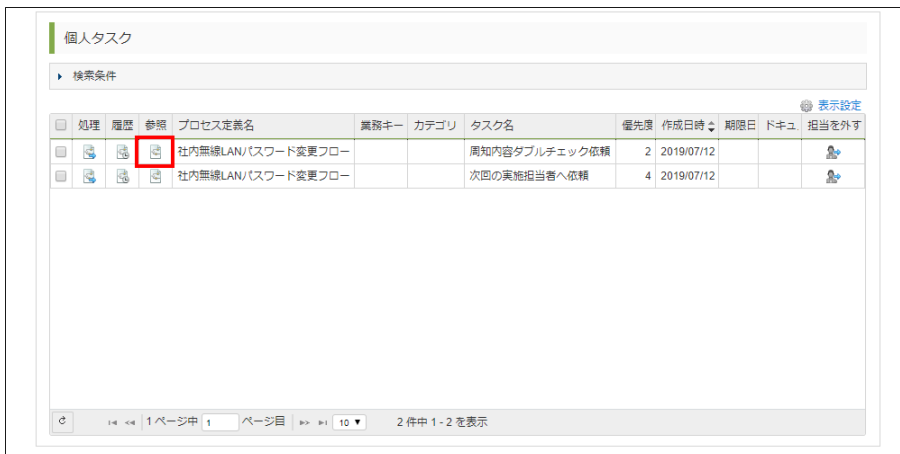 個人タスク
検索条件
表示設定
処理 履歴 参照 プロセス定義名 業務キー カテゴリ タスク名 優先度 作成日時 期限日 ドキュ 担当を外す
社内無線LANパスワード変更フロー 周知内容ダブルチェック依頼 2 2019/07/12
社内無線LANパスワード変更フロー 次回の実施担当者へ依頼 4 2019/07/12
1 ページ中 1 ページ目 10 2 件中 1 - 2 を表示